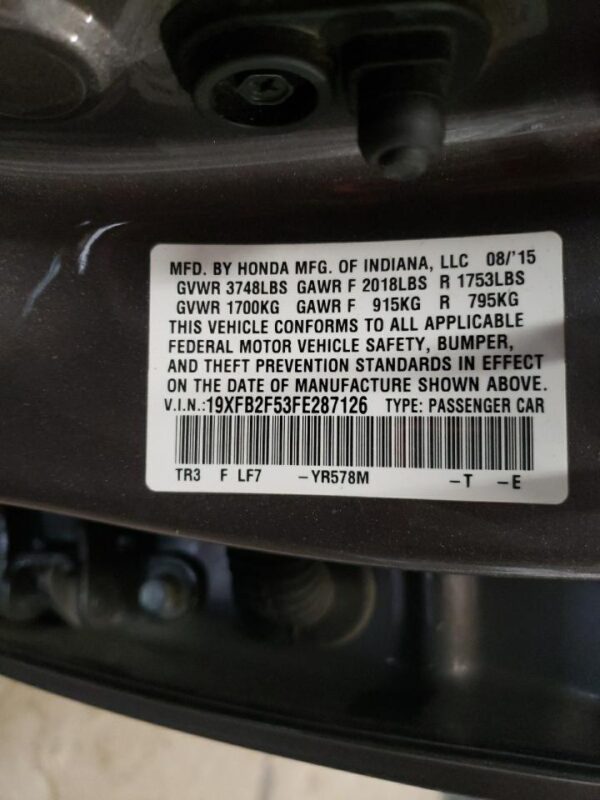 MFD. BY HONDA MFG. OF INDIANA, LLC 08/'15
GVWR 3748LBS GAWR F 2018LBS R 1753LBS
GVWR 1700KG GAWR F 915KG R 795KG
THIS VEHICLE CONFORMS TO ALL APPLICABLE
FEDERAL MOTOR VEHICLE SAFETY, BUMPER,
AND THEFT PREVENTION STANDARDS IN EFFECT
ON THE DATE OF MANUFACTURE SHOWN ABOVE.
V.I.N.:19XFB2F53FE287126 TYPE: PASSENGER CAR
TR3 F LF7 -YR578M -T -E